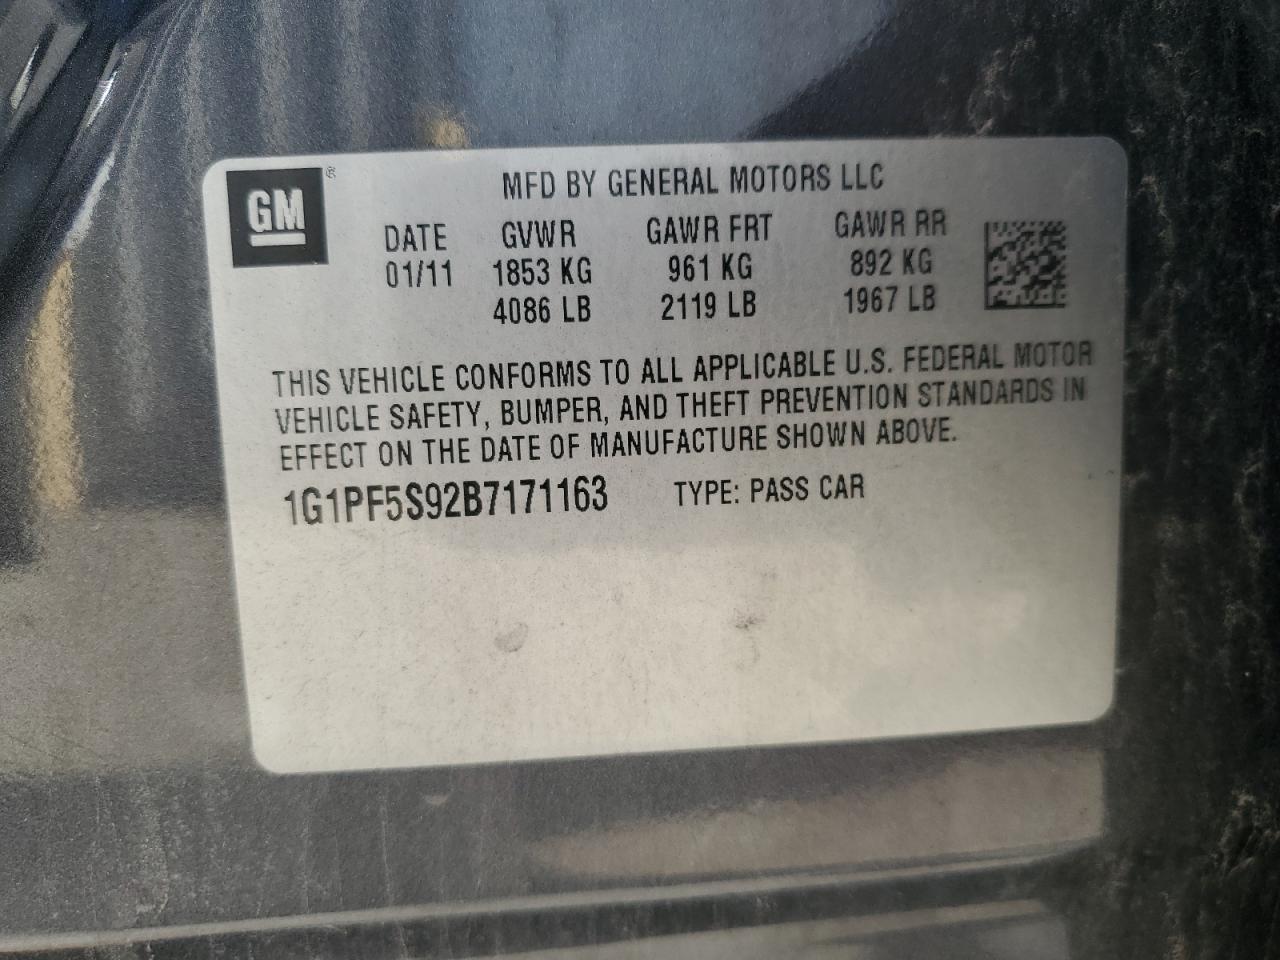 GM ®
MFD BY GENERAL MOTORS LLC
DATE GVWR GAWR FRT GAWR RR
01/11 1853 KG 961 KG 892 KG
4086 LB 2119 LB 1967 LB
THIS VEHICLE CONFORMS TO ALL APPLICABLE U.S. FEDERAL MOTOR
VEHICLE SAFETY, BUMPER, AND THEFT PREVENTION STANDARDS IN
EFFECT ON THE DATE OF MANUFACTURE SHOWN ABOVE.
1G1PF5S92B7171163 TYPE: PASS CAR